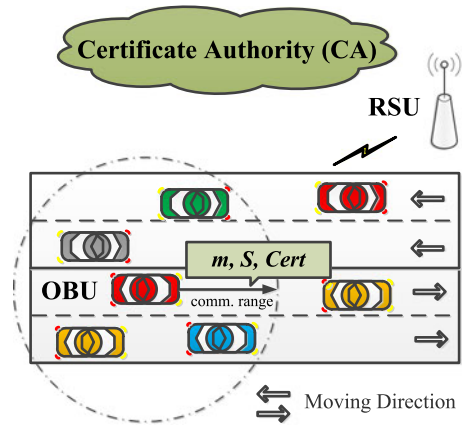 Certificate Authority (CA)
RSU
m, S, Cert
OBU
comm. range
Moving Direction